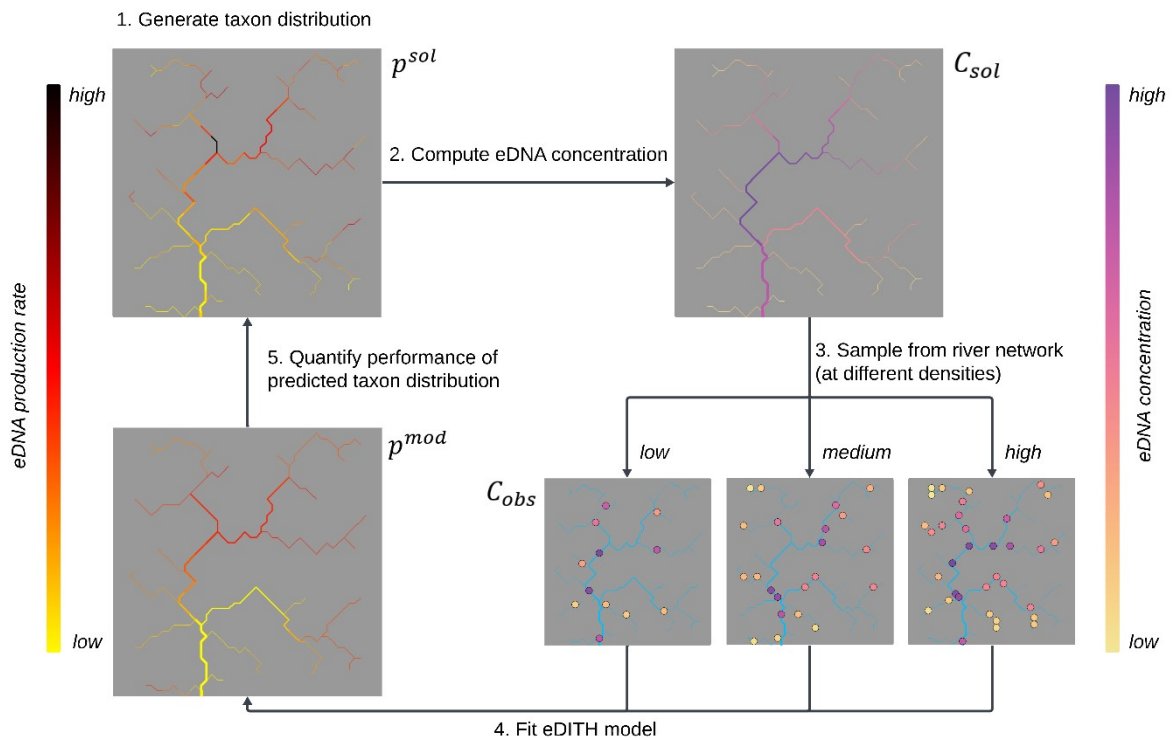 1. Generate taxon distribution
p^sol
C_sol
high
low
eDNA production rate
2. Compute eDNA concentration
high
low
eDNA concentration
3. Sample from river network
(at different densities)
5. Quantify performance of
predicted taxon distribution
p^mod
C_obs
low
medium
high
4. Fit eDITH model